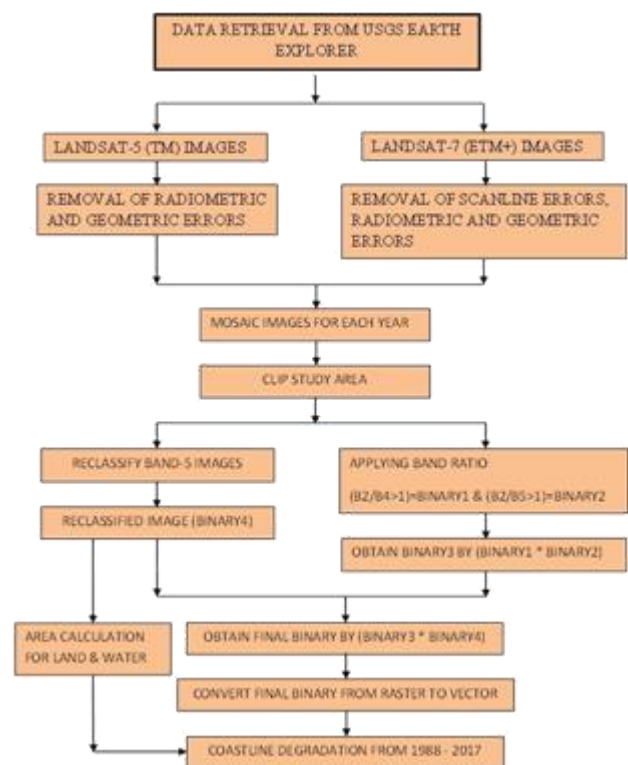 DATA RETRIEVAL FROM USGS EARTH
EXPLORER
LANDSAT-5 (TM) IMAGES
LANDSAT-7 (ETM+) IMAGES
REMOVAL OF RADIOMETRIC
AND GEOMETRIC ERRORS
REMOVAL OF SCANLINE ERRORS,
RADIOMETRIC AND GEOMETRIC
ERRORS
MOSAIC IMAGES FOR EACH YEAR
CLIP STUDY AREA
RECLASSIFY BAND-5 IMAGES
APPLYING BAND RATIO
(B2/B4>1)=BINARY1 & (B2/B5>1)=BINARY2
RECLASSIFIED IMAGE (BINARY4)
OBTAIN BINARY3 BY (BINARY1 * BINARY2)
AREA CALCULATION
FOR LAND & WATER
OBTAIN FINAL BINARY BY (BINARY3 * BINARY4)
CONVERT FINAL BINARY FROM RASTER TO VECTOR
COASTLINE DEGRADATION FROM 1988 - 2017